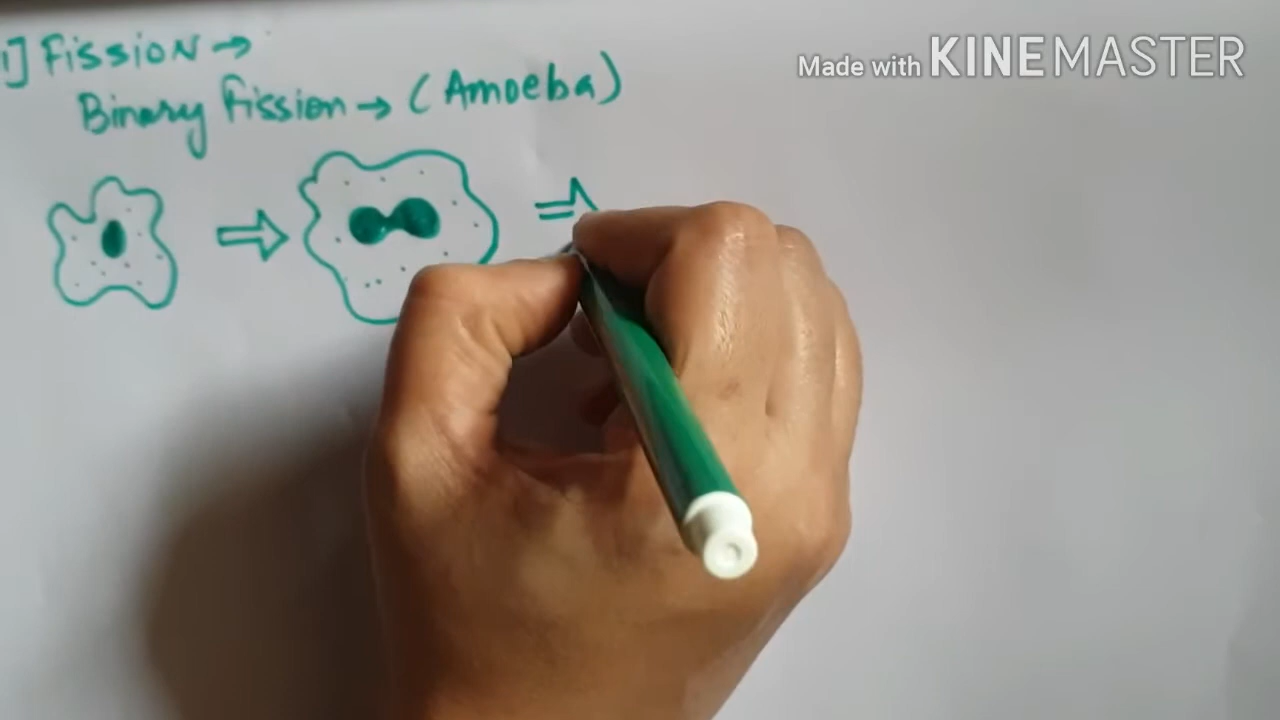 1] Fission →
Binary Fission → (Amoeba)
Made with KINEMASTER